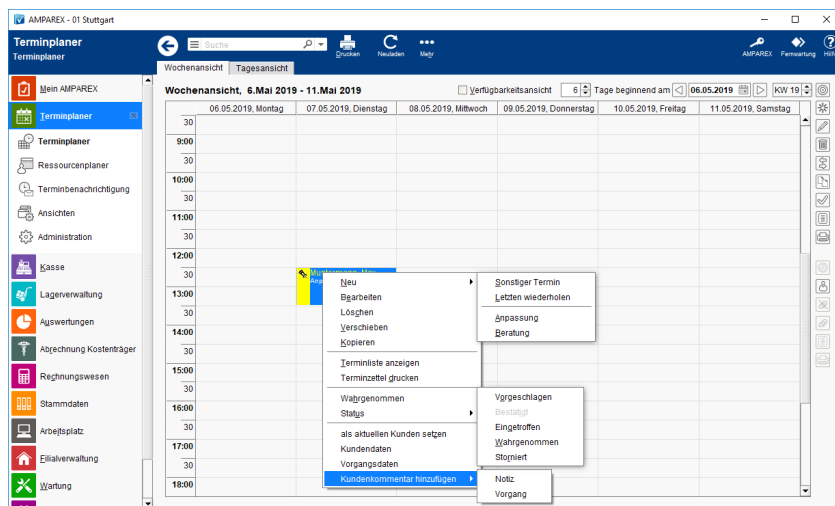 AMPAREX - 01 Stuttgart
Terminplaner
Terminplaner
Suche
Drucken
Neuladen
Mehr
AMPAREX
Fernwartung
Hilfe
Wochenansicht
Tagesansicht
Mein AMPAREX
Terminplaner
Terminplaner
Ressourcenplaner
Terminbenachrichtigung
Ansichten
Administration
Kasse
Lagerverwaltung
Auswertungen
Abrechnung Kostenträger
Rechnungswesen
Stammdaten
Arbeitsplatz
Filialverwaltung
Wartung
Wochenansicht, 6.Mai 2019 - 11.Mai 2019
Verfügbarkeitsansicht
6
Tage beginnend am
06.05.2019
KW 19
06.05.2019, Montag
07.05.2019, Dienstag
08.05.2019, Mittwoch
09.05.2019, Donnerstag
10.05.2019, Freitag
11.05.2019, Samstag
30
9:00
30
10:00
30
11:00
30
12:00
30
13:00
30
14:00
30
15:00
30
16:00
30
17:00
30
18:00
Neu
Bearbeiten
Löschen
Verschieben
Kopieren
Terminliste anzeigen
Terminzettel drucken
Wahrgenommen
Status
als aktuellen Kunden setzen
Kundendaten
Vorgangsdaten
Kundenkommentar hinzufügen
Sonstiger Termin
Letzten wiederholen
Anpassung
Beratung
Vorgeschlagen
Bestätigt
Eingetroffen
Wahrgenommen
Storniert
Notiz
Vorgang